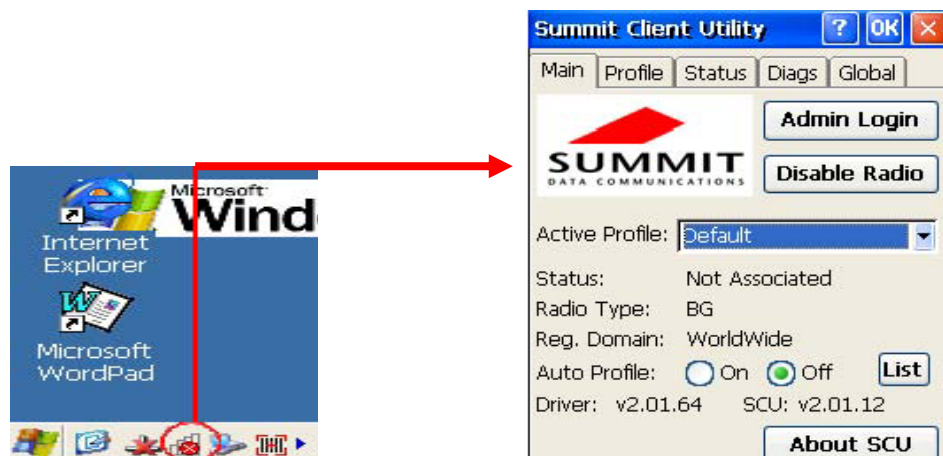 Microsoft
Wind
Internet
Explorer
Microsoft
WordPad
Summit Client Utility ? OK
Main Profile Status Diags Global
SUMMIT
DATA COMMUNICATIONS
Admin Login
Disable Radio
Active Profile: Default
Status: Not Associated
Radio Type: BG
Reg. Domain: WorldWide
Auto Profile: On Off List
Driver: v2.01.64 SCU: v2.01.12
About SCU